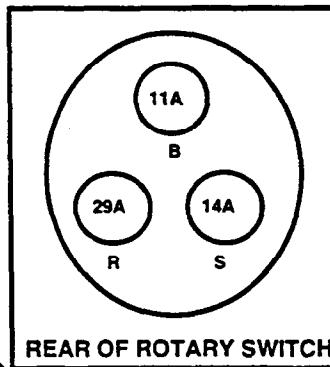 11A
B
29A 14A
R S
REAR OF ROTARY SWITCH